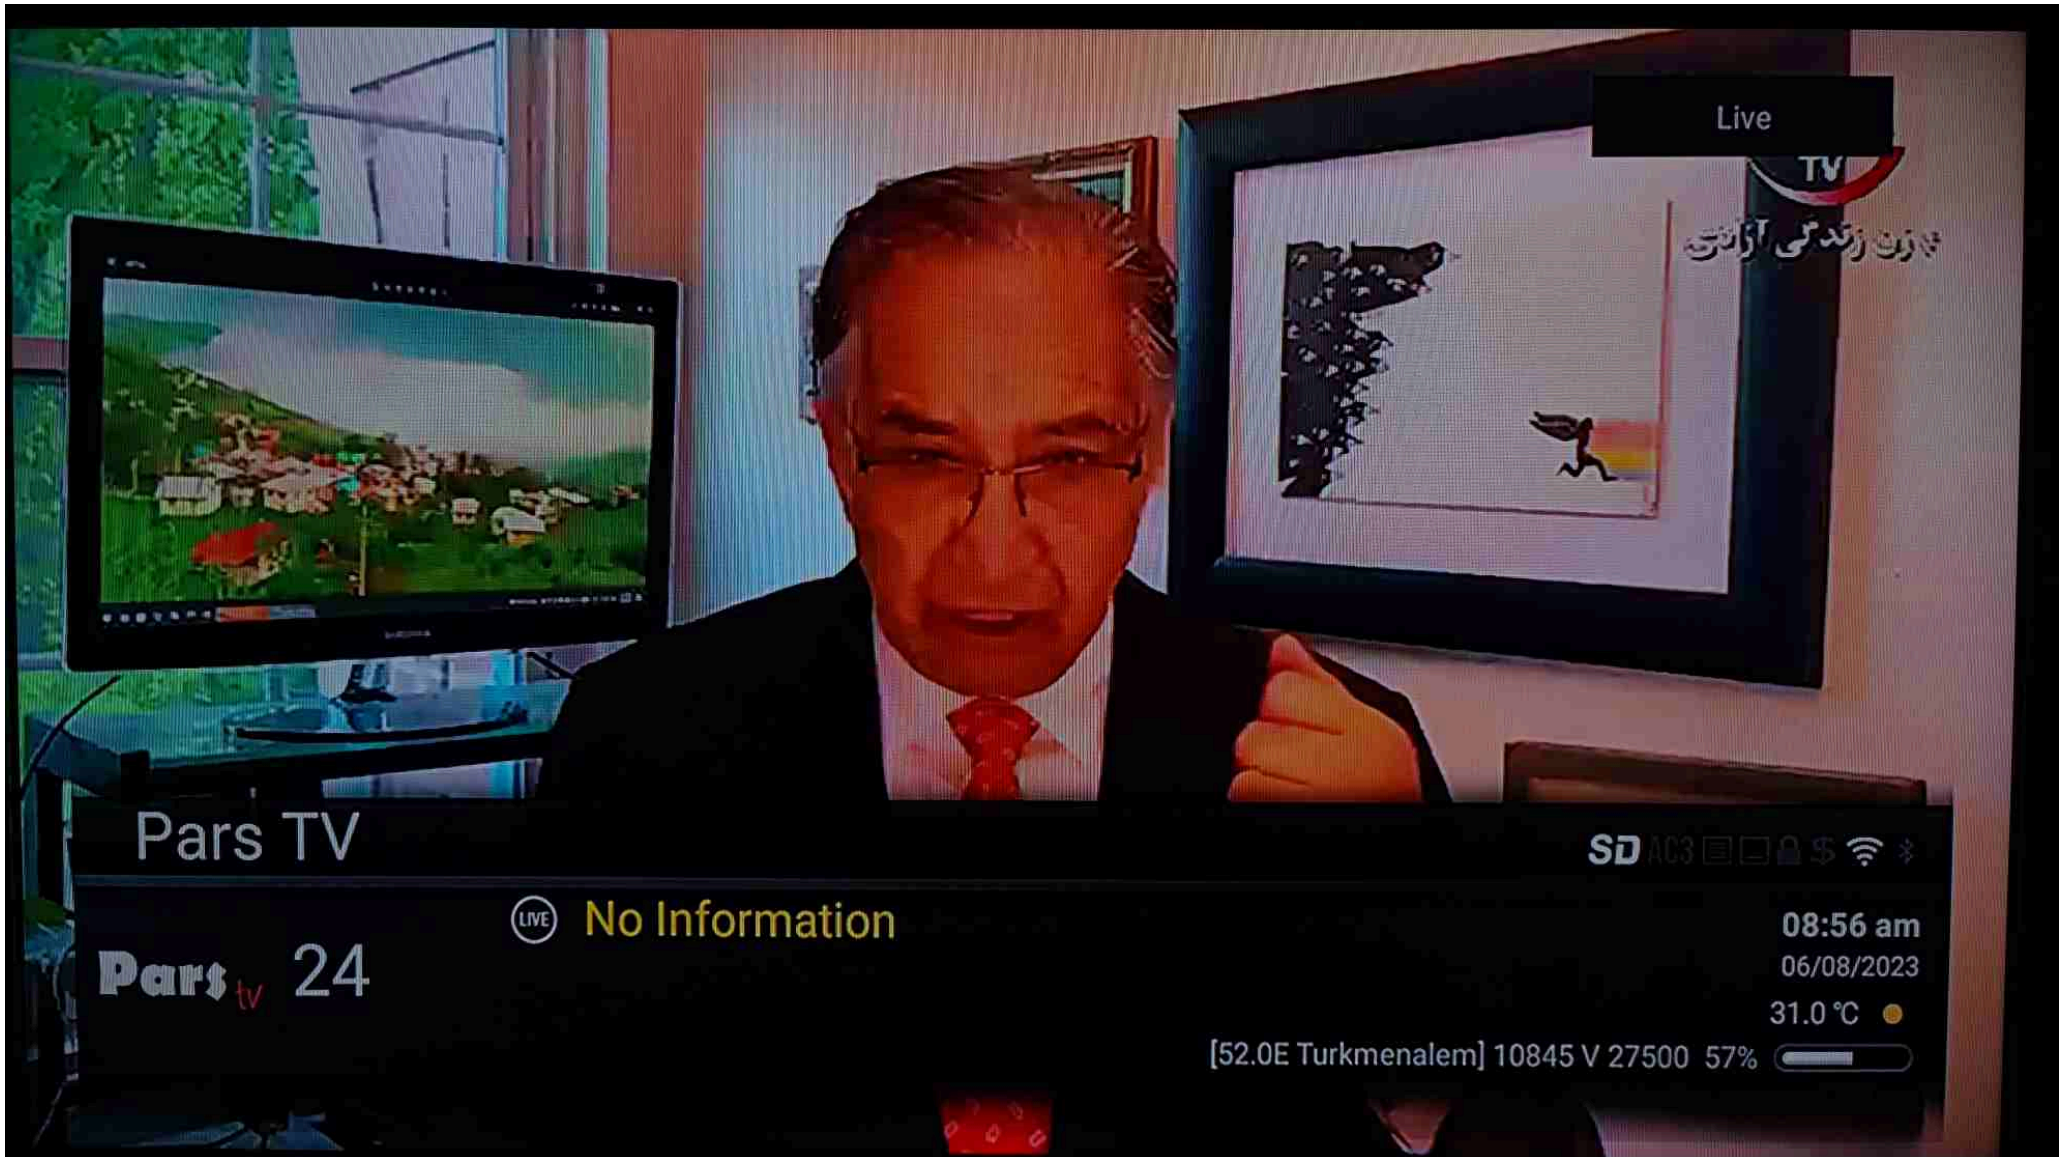 Live
TV
#زن زندگی آزادی
Pars TV
SD AC3 $
LIVE No Information
Pars tv 24
08:56 am
06/08/2023
31.0 °C
[52.0E Turkmenalem] 10845 V 27500 57%